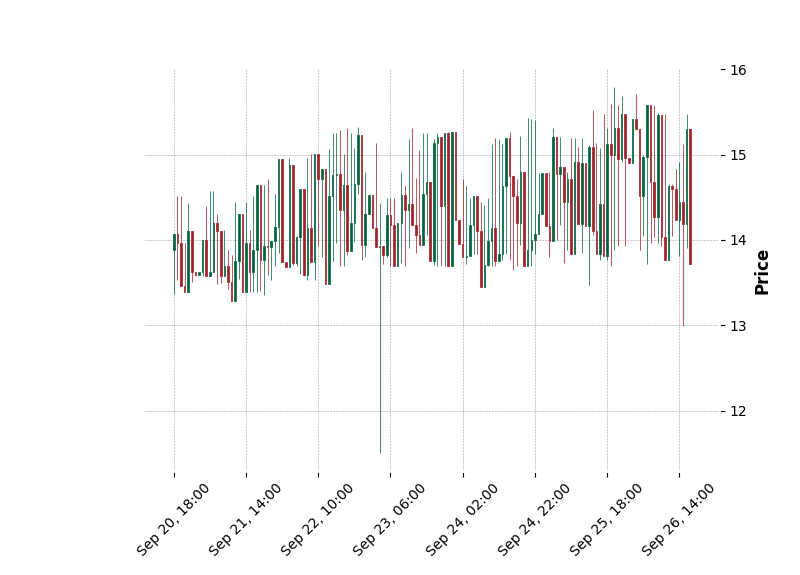 16
15
14
13
12
Price
Sep 20, 18:00
Sep 21, 14:00
Sep 22, 10:00
Sep 23, 06:00
Sep 24, 02:00
Sep 24, 22:00
Sep 25, 18:00
Sep 26, 14:00